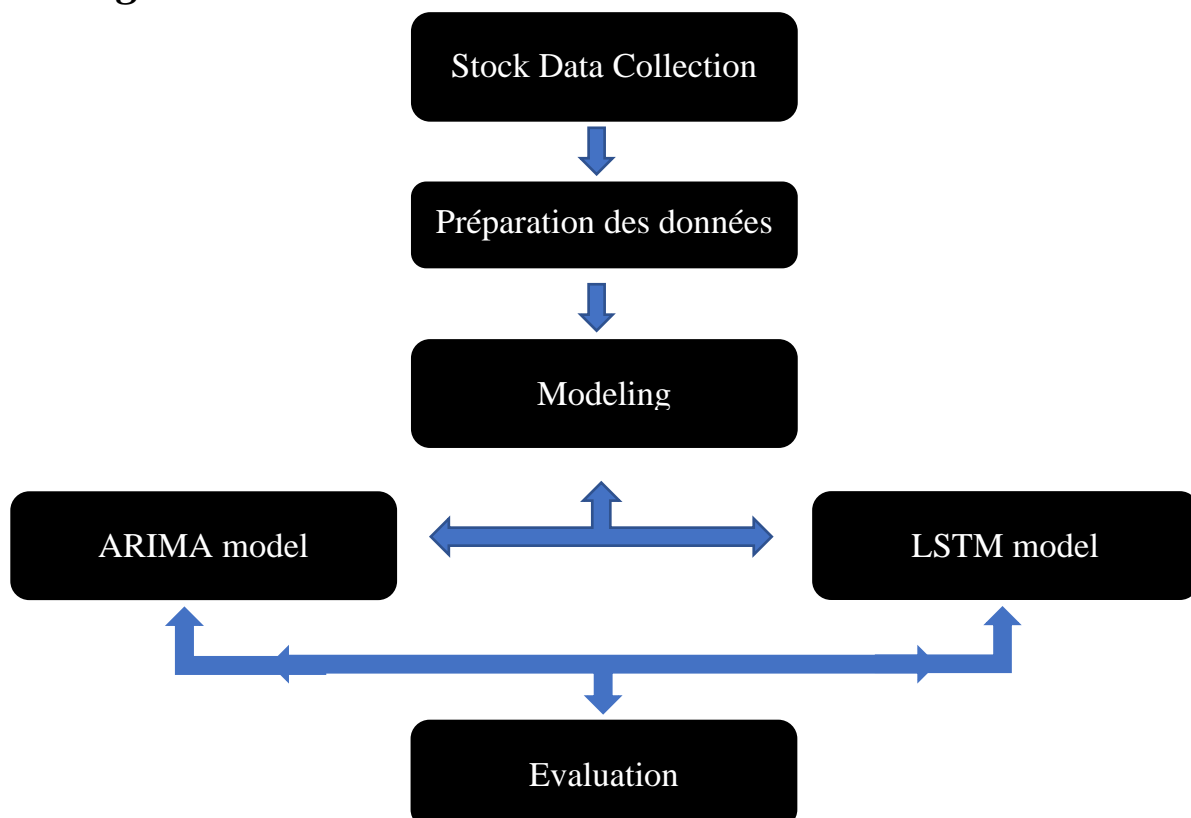 Stock Data Collection
Préparation des données
Modeling
ARIMA model
LSTM model
Evaluation